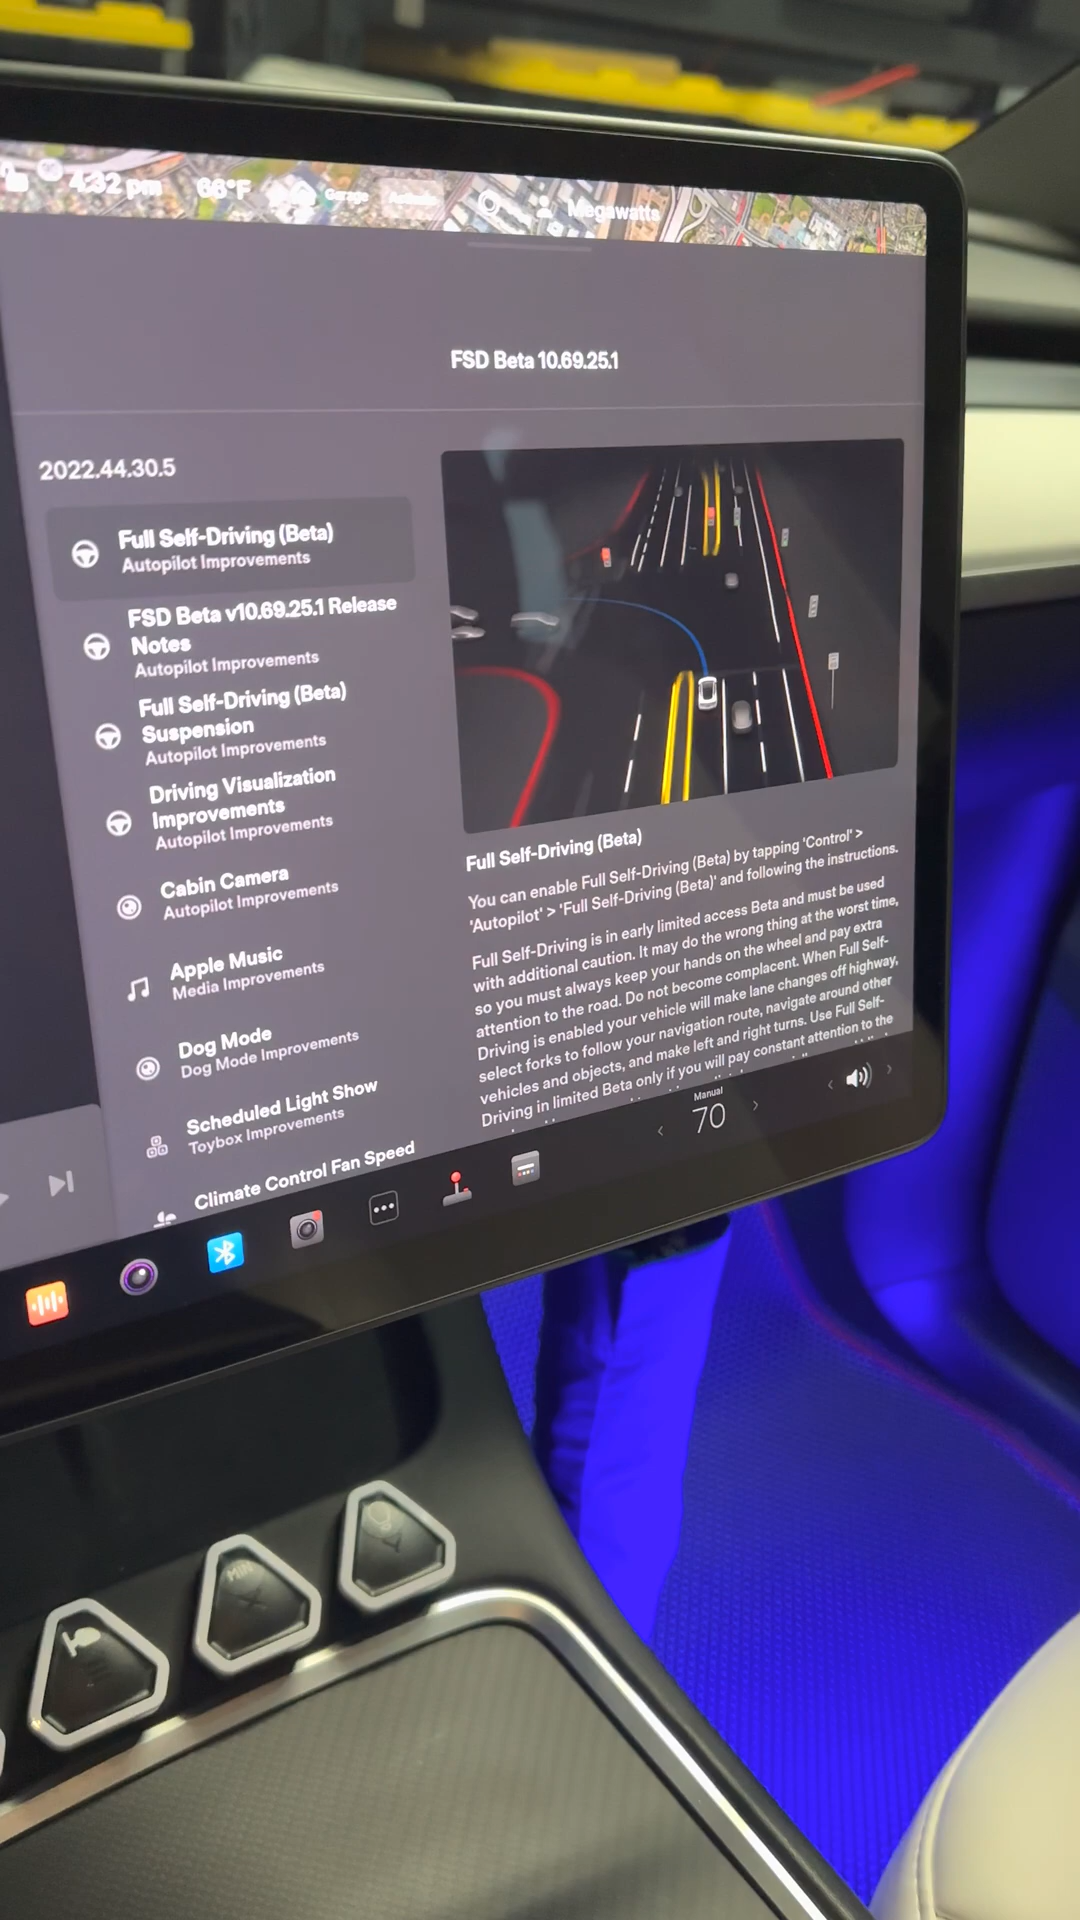 4:32 pm 66°F Garage Megawatts
FSD Beta 10.69.25.1
2022.44.30.5
Full Self-Driving (Beta)
Autopilot Improvements
FSD Beta v10.69.25.1 Release
Notes
Autopilot Improvements
Full Self-Driving (Beta)
Suspension
Autopilot Improvements
Driving Visualization
Improvements
Autopilot Improvements
Cabin Camera
Autopilot Improvements
Apple Music
Media Improvements
Dog Mode
Dog Mode Improvements
Scheduled Light Show
Toybox Improvements
Climate Control Fan Speed
Full Self-Driving (Beta)
You can enable Full Self-Driving (Beta) by tapping 'Control' >
'Autopilot' > 'Full Self-Driving (Beta)' and following the instructions.
Full Self-Driving is in early limited access Beta and must be used
with additional caution. It may do the wrong thing at the worst time,
so you must always keep your hands on the wheel and pay extra
attention to the road. Do not become complacent. When Full Self-
Driving is enabled your vehicle will make lane changes off highway,
select forks to follow your navigation route, navigate around other
vehicles and objects, and make left and right turns. Use Full Self-
Driving in limited Beta only if you will pay constant attention to the
Manual
70
MIN
X